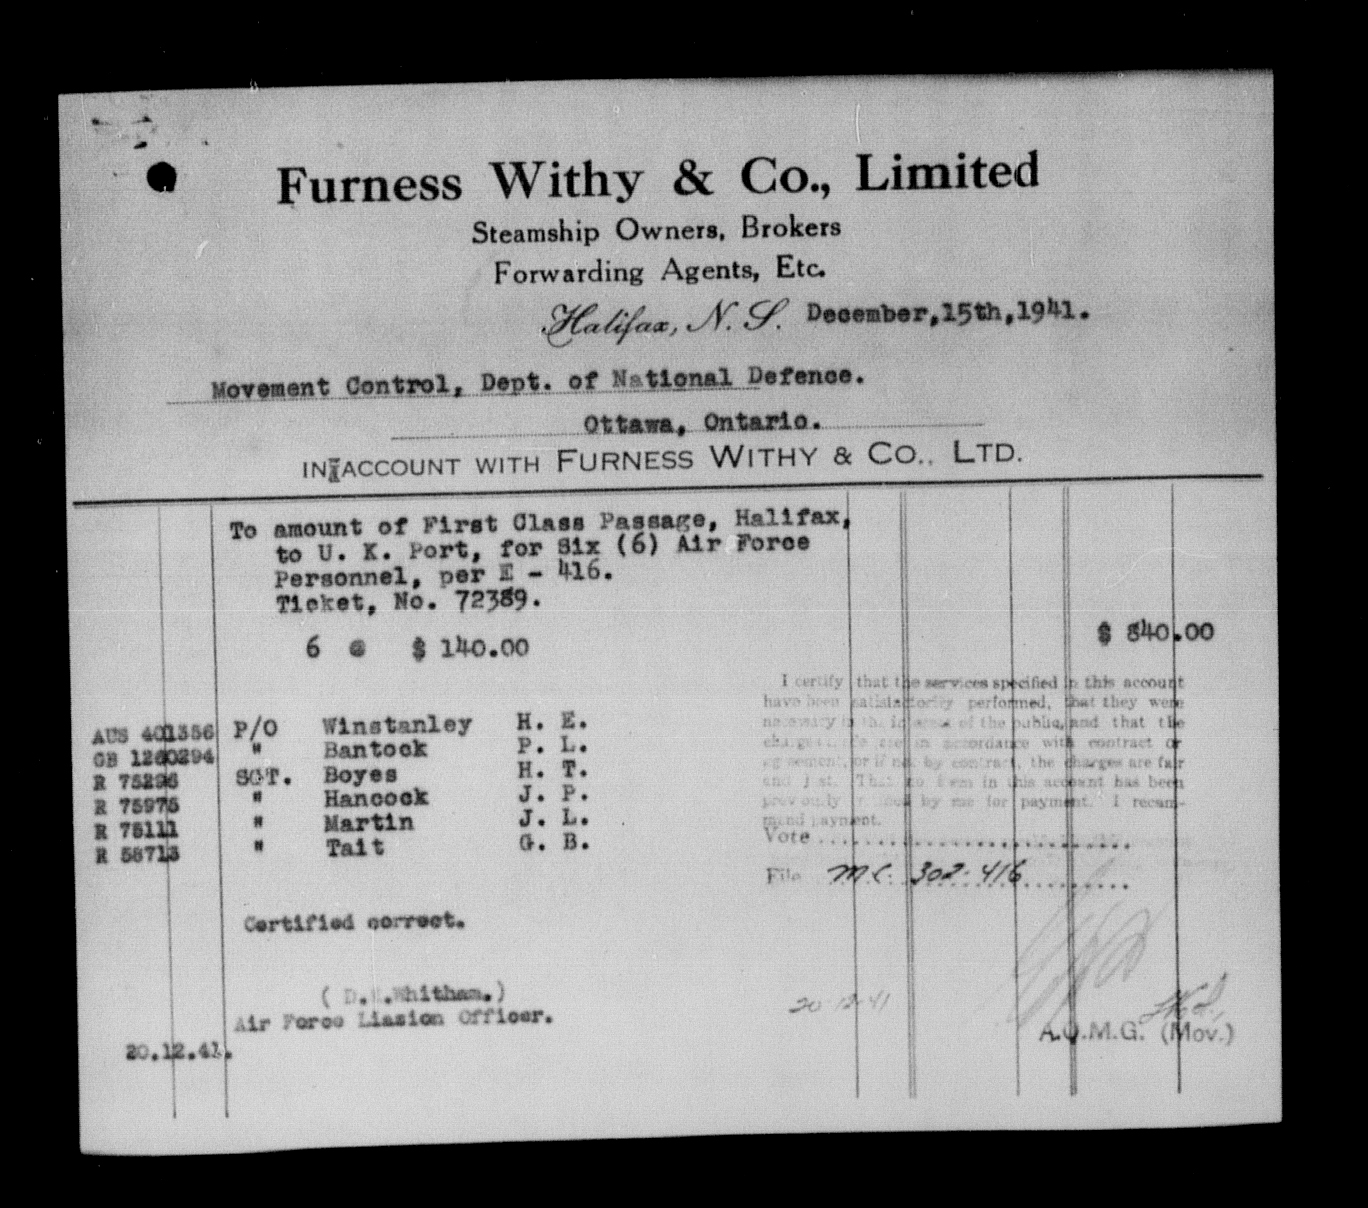 Furness Withy & Co., Limited
Steamship Owners, Brokers
Forwarding Agents, Etc.
Halifax, N. S. December,15th,1941.
Movement Control, Dept. of National Defence.
Ottawa, Ontario.
IN ACCOUNT WITH FURNESS WITHY & CO., LTD.
To amount of First Class Passage, Halifax,
to U. K. Port, for Six (6) Air Force
Personnel, per E - 416.
Ticket, No. 72389.
6 @ $ 140.00 $ 840.00
AUS 401356 P/O Winstanley H. E.
GB 1280294 " Bantock P. L.
R 75296 SGT. Boyes H. T.
R 75975 " Hancock J. P.
R 78111 " Martin J. L.
R 58713 " Tait G. B.
I certify that the services specified in this account
have been satisfactorily performed, that they were
necessary in the interest of the public, and that the
charges are in accordance with contract or
agreement, or if not by contract, the charges are fair
and just. That no item in this account has been
previously by me for payment. I recom-
mend payment.
Vote
File M.C. 302-416
Certified correct.
( D. .Whitham.)
Air Force Liasion Officer.
20.12.41.
20-12-41
A.Q.M.G. (Mov.)